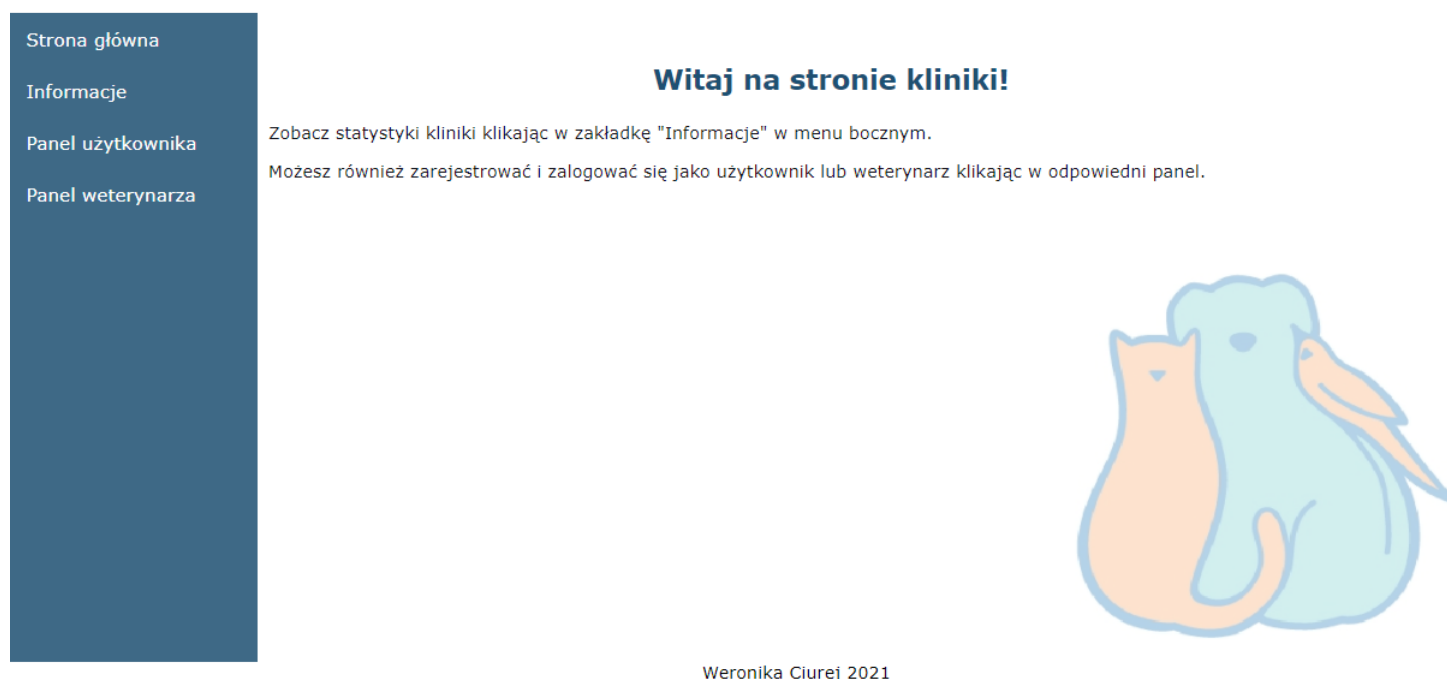 Strona główna
Informacje
Panel użytkownika
Panel weterynarza
Witaj na stronie kliniki!
Zobacz statystyki kliniki klikając w zakładkę "Informacje" w menu bocznym.
Możesz również zarejestrować i zalogować się jako użytkownik lub weterynarz klikając w odpowiedni panel.
Weronika Ciurej 2021